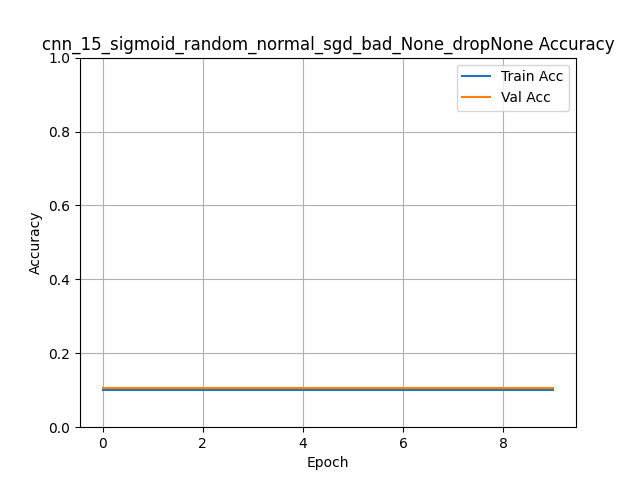 cnn_15_sigmoid_random_normal_sgd_bad_None_dropNone Accuracy
Train Acc
Val Acc
1.0
0.8
0.6
0.4
0.2
0.0
Accuracy
0 2 4 6 8
Epoch